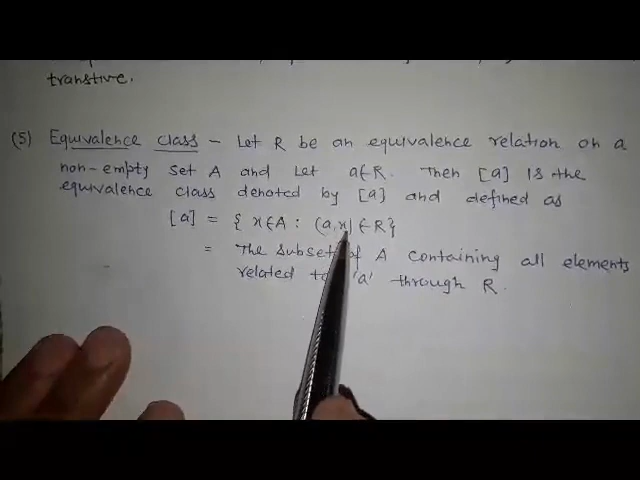 transtive.
(5) Equivalence class - Let R be an equivalence relation on a
non-empty set A and Let a∈R. Then [a] is the
equivalence class denoted by [a] and defined as
[a] = { x∈A : (a,x) ∈ R}
= The subset of A containing all elements
related to 'a' through R.